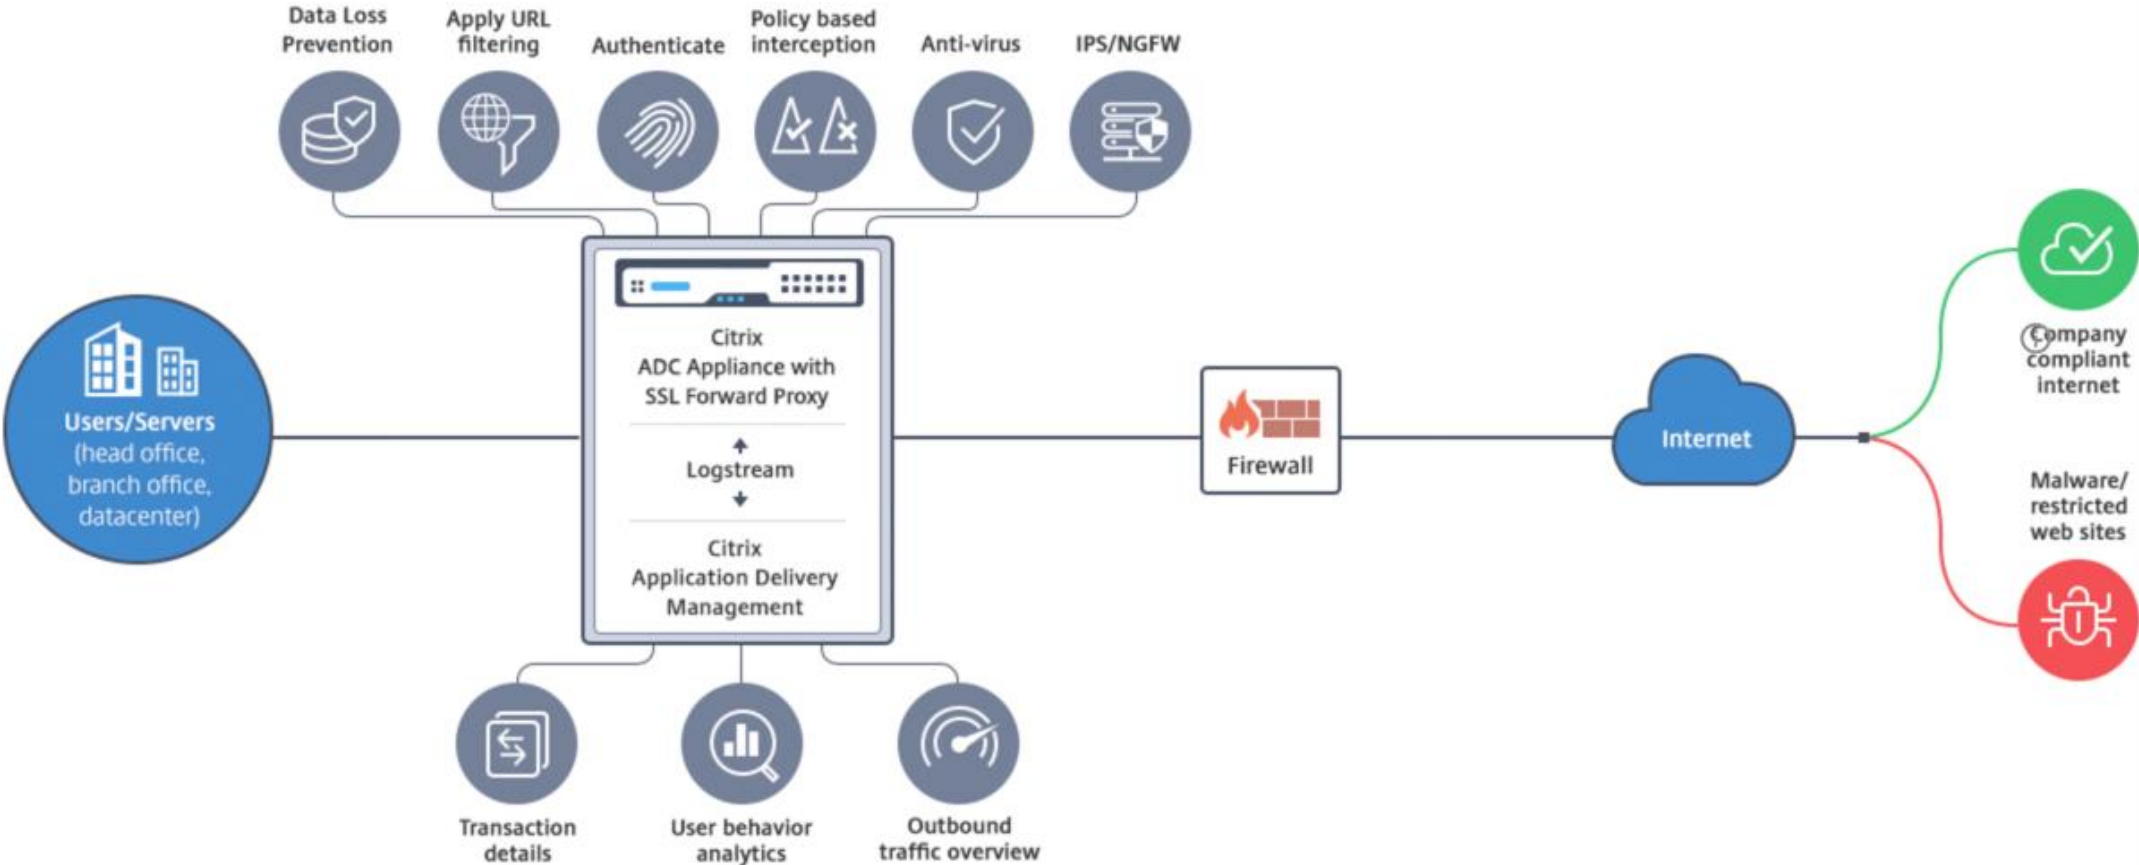 Data Loss
Prevention
Apply URL
filtering
Authenticate
Policy based
interception
Anti-virus
IPS/NGFW
Users/Servers
(head office,
branch office,
datacenter)
Citrix
ADC Appliance with
SSL Forward Proxy
Logstream
Citrix
Application Delivery
Management
Firewall
Internet
Company
compliant
internet
Malware/
restricted
web sites
Transaction
details
User behavior
analytics
Outbound
traffic overview